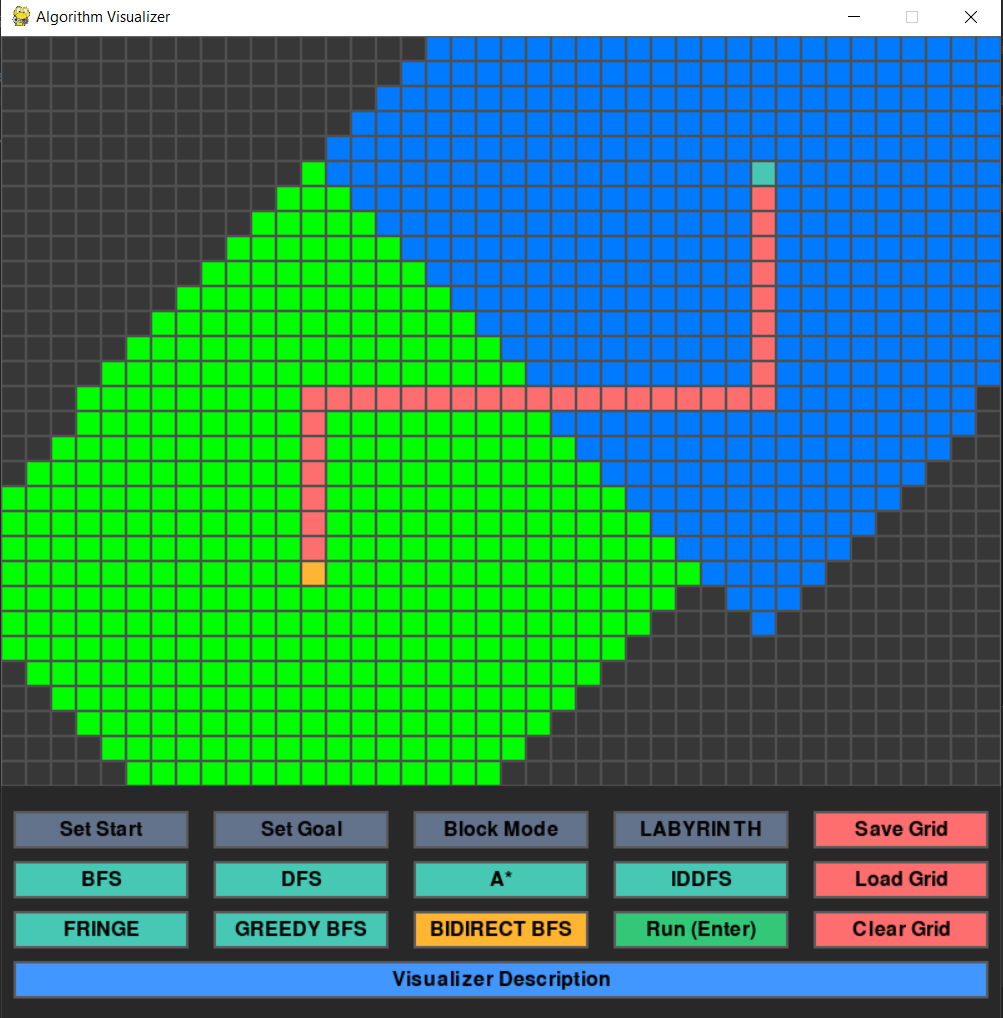 Algorithm Visualizer
Set Start Set Goal Block Mode LABYRINTH Save Grid
BFS DFS A* IDDFS Load Grid
FRINGE GREEDY BFS BIDIRECT BFS Run (Enter) Clear Grid
Visualizer Description